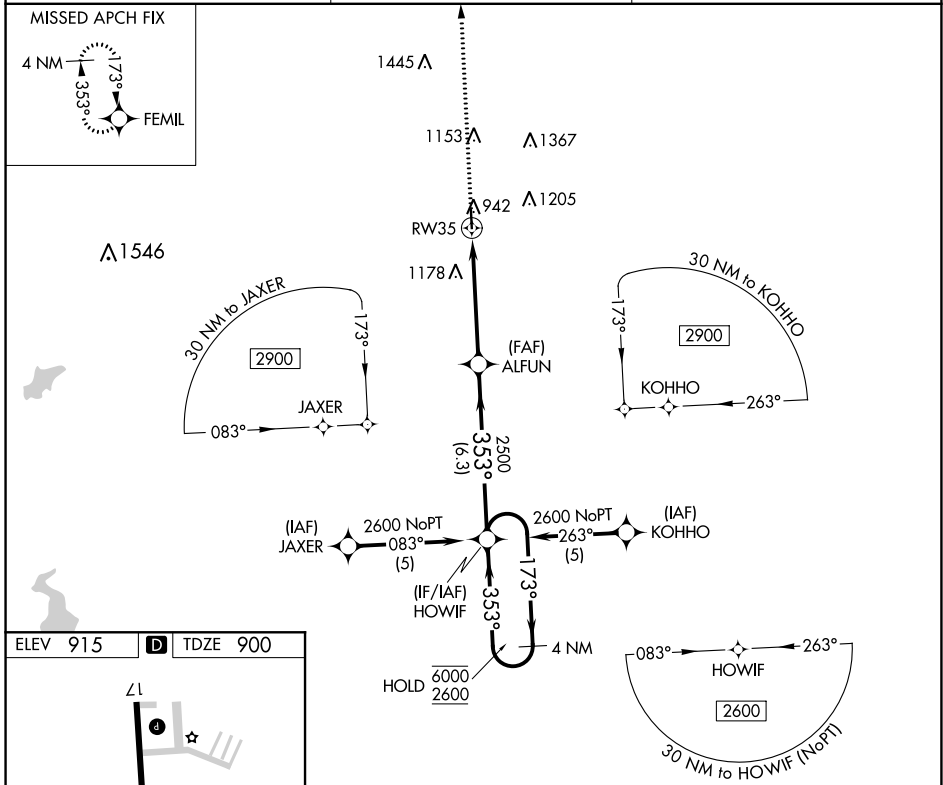 MISSED APCH FIX
4 NM
173°
353°
FEMIL
1445
1153
1367
942
1205
RW35
1546
1178
30 NM to JAXER
173°
2900
JAXER
083°
30 NM to KOHHO
173°
2900
KOHHO
263°
(FAF)
ALFUN
2500
353°
(6.3)
(IAF)
JAXER
2600 NoPT
083°
(5)
2600 NoPT
263°
(5)
(IAF)
KOHHO
(IF/IAF)
HOWIF
353°
173°
4 NM
HOLD
6000
2600
083°
263°
HOWIF
2600
30 NM to HOWIF (NoPT)
ELEV 915
D
TDZE 900
17
P